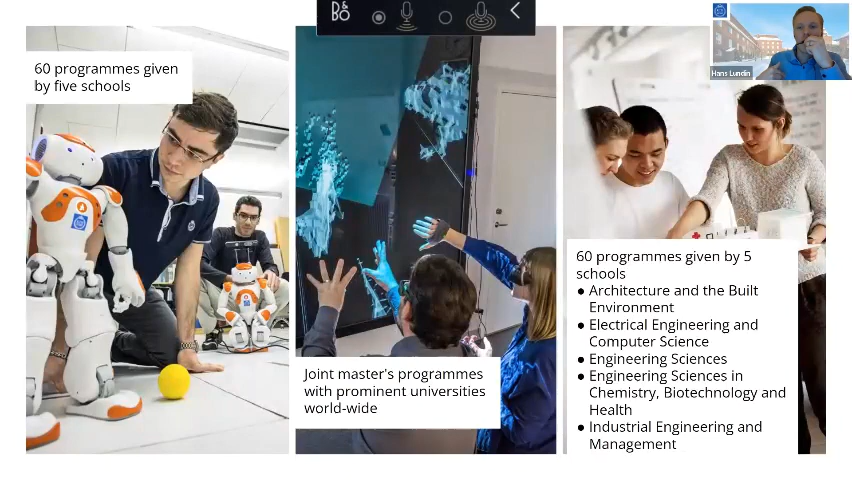 B&O
Hans Lundin
60 programmes given
by five schools
Joint master's programmes
with prominent universities
world-wide
60 programmes given by 5
schools
● Architecture and the Built
Environment
● Electrical Engineering and
Computer Science
● Engineering Sciences
● Engineering Sciences in
Chemistry, Biotechnology and
Health
● Industrial Engineering and
Management